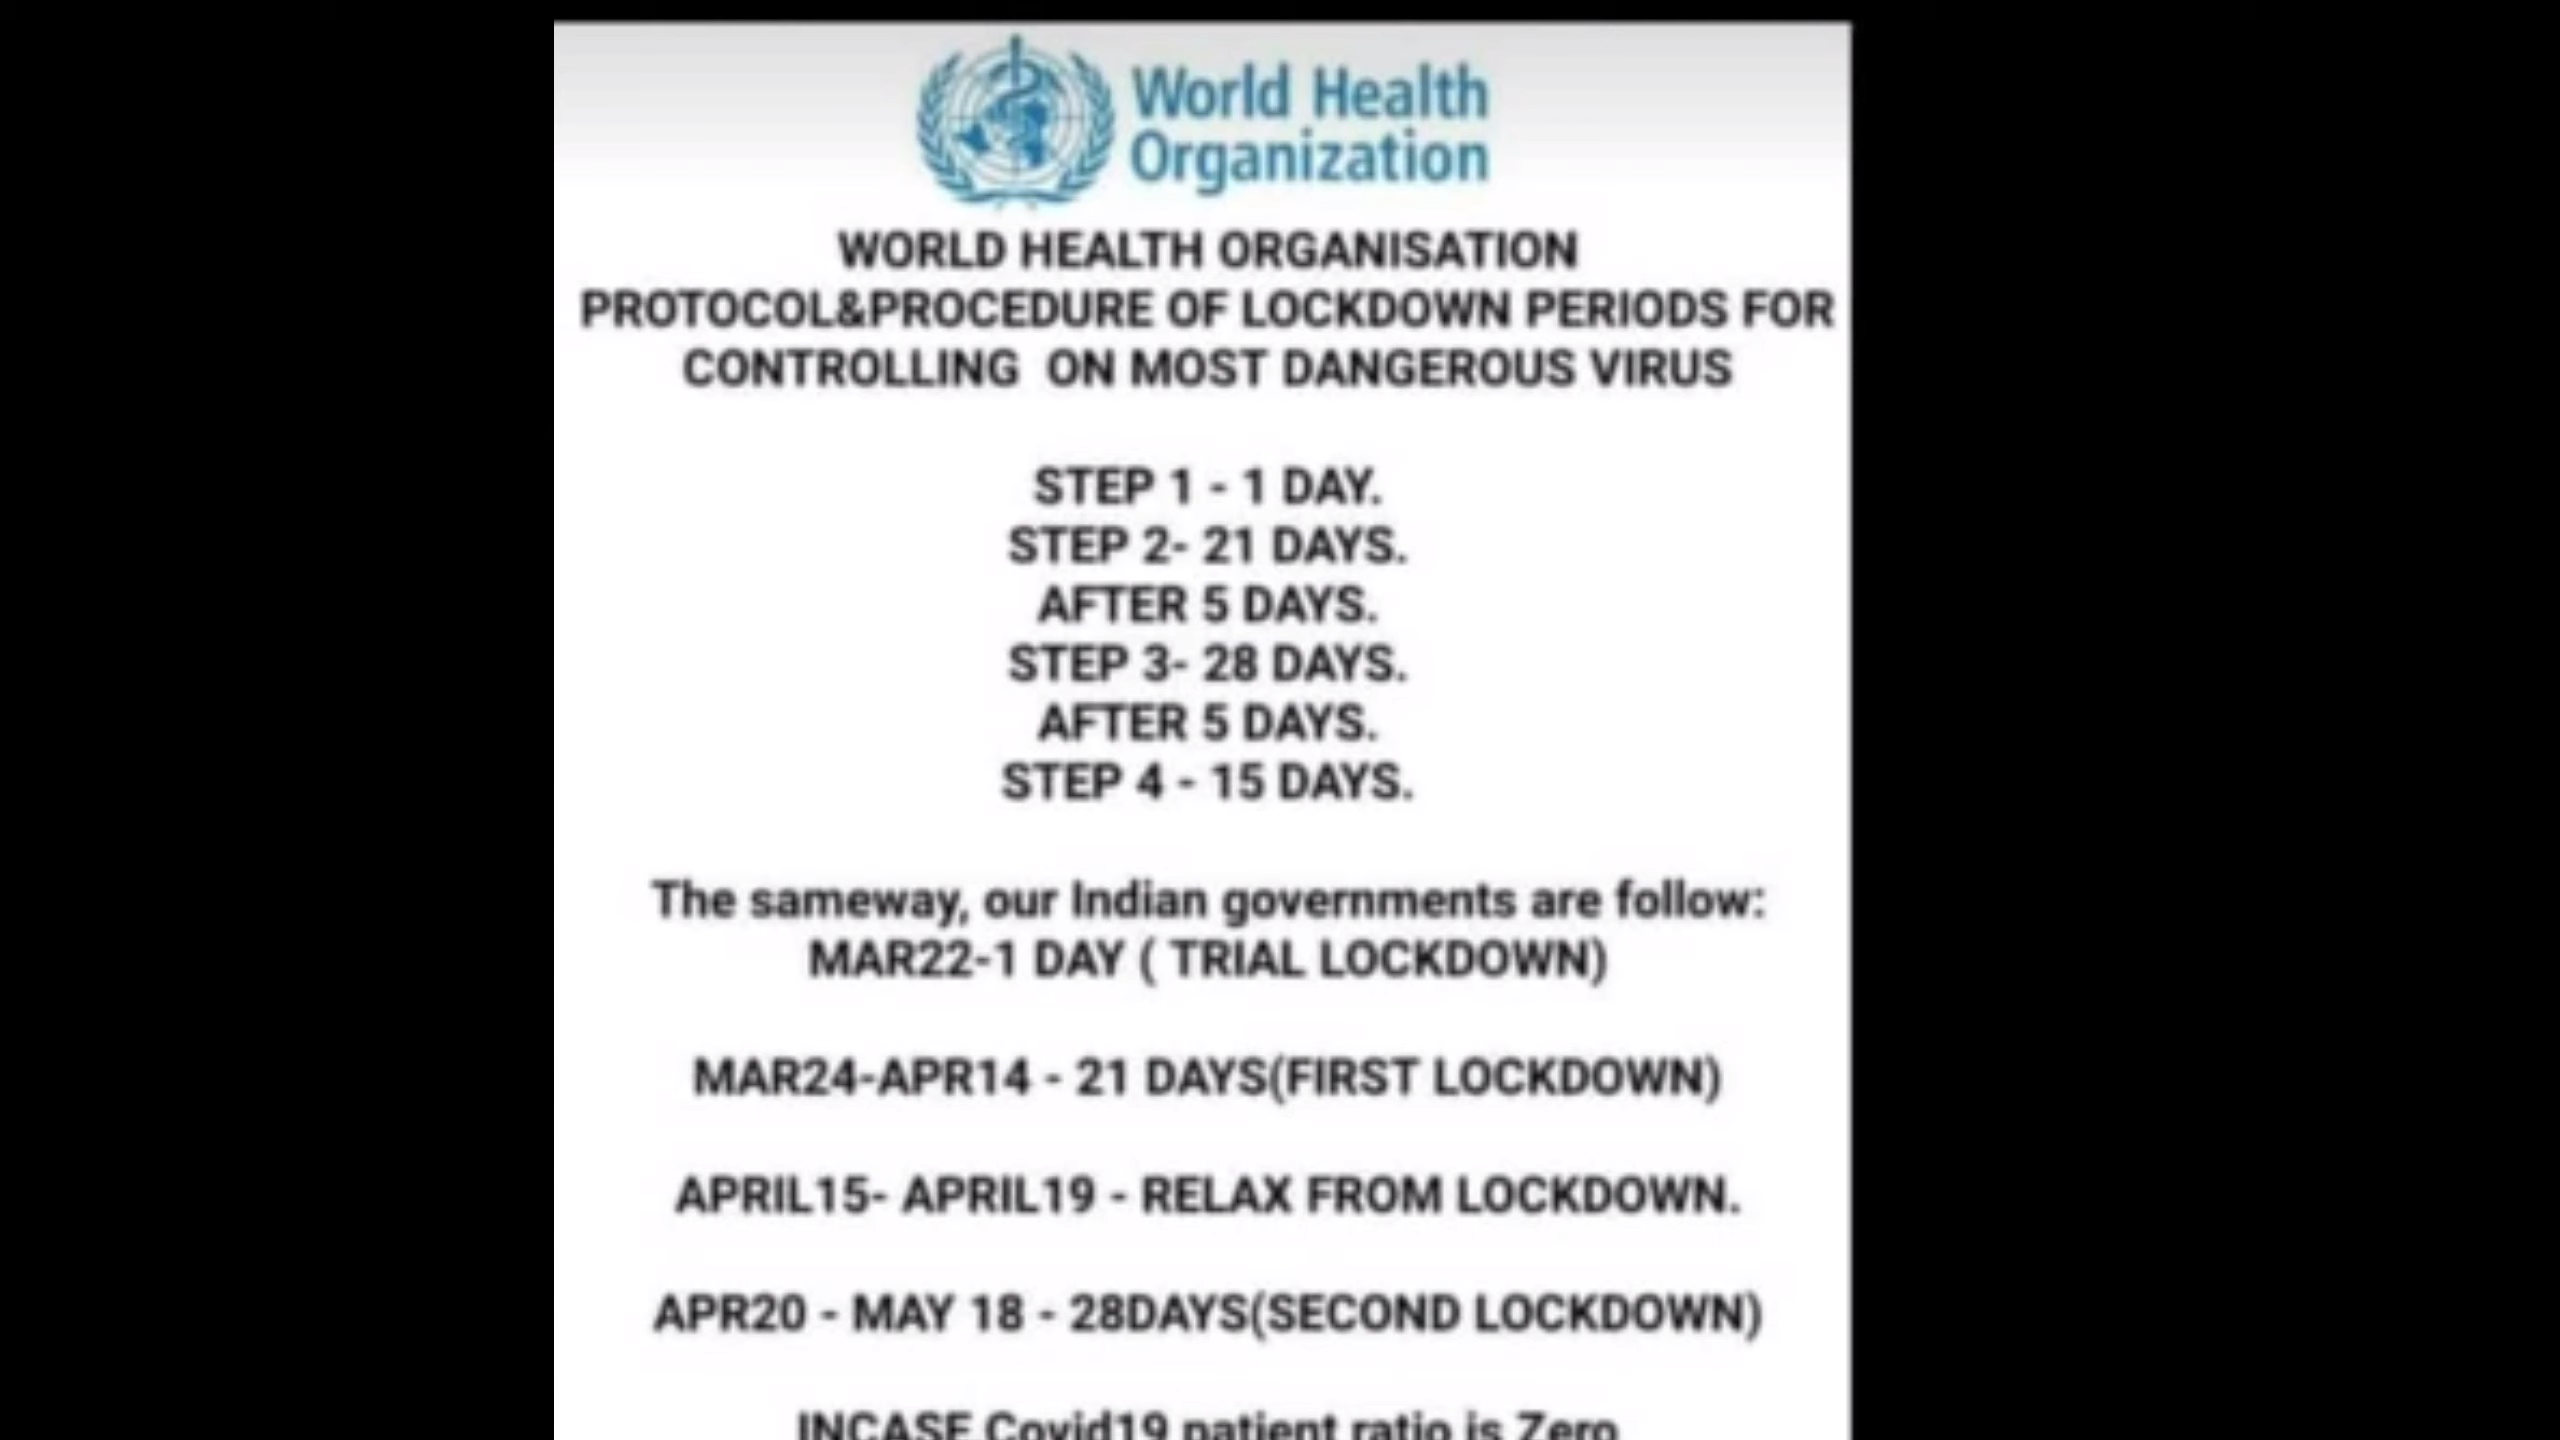 World Health
Organization
WORLD HEALTH ORGANISATION
PROTOCOL&PROCEDURE OF LOCKDOWN PERIODS FOR
CONTROLLING ON MOST DANGEROUS VIRUS
STEP 1 - 1 DAY.
STEP 2- 21 DAYS.
AFTER 5 DAYS.
STEP 3- 28 DAYS.
AFTER 5 DAYS.
STEP 4 - 15 DAYS.
The sameway, our Indian governments are follow:
MAR22-1 DAY ( TRIAL LOCKDOWN)
MAR24-APR14 - 21 DAYS(FIRST LOCKDOWN)
APRIL15- APRIL19 - RELAX FROM LOCKDOWN.
APR20 - MAY 18 - 28DAYS(SECOND LOCKDOWN)
INCASE Covid19 patient ratio is Zero